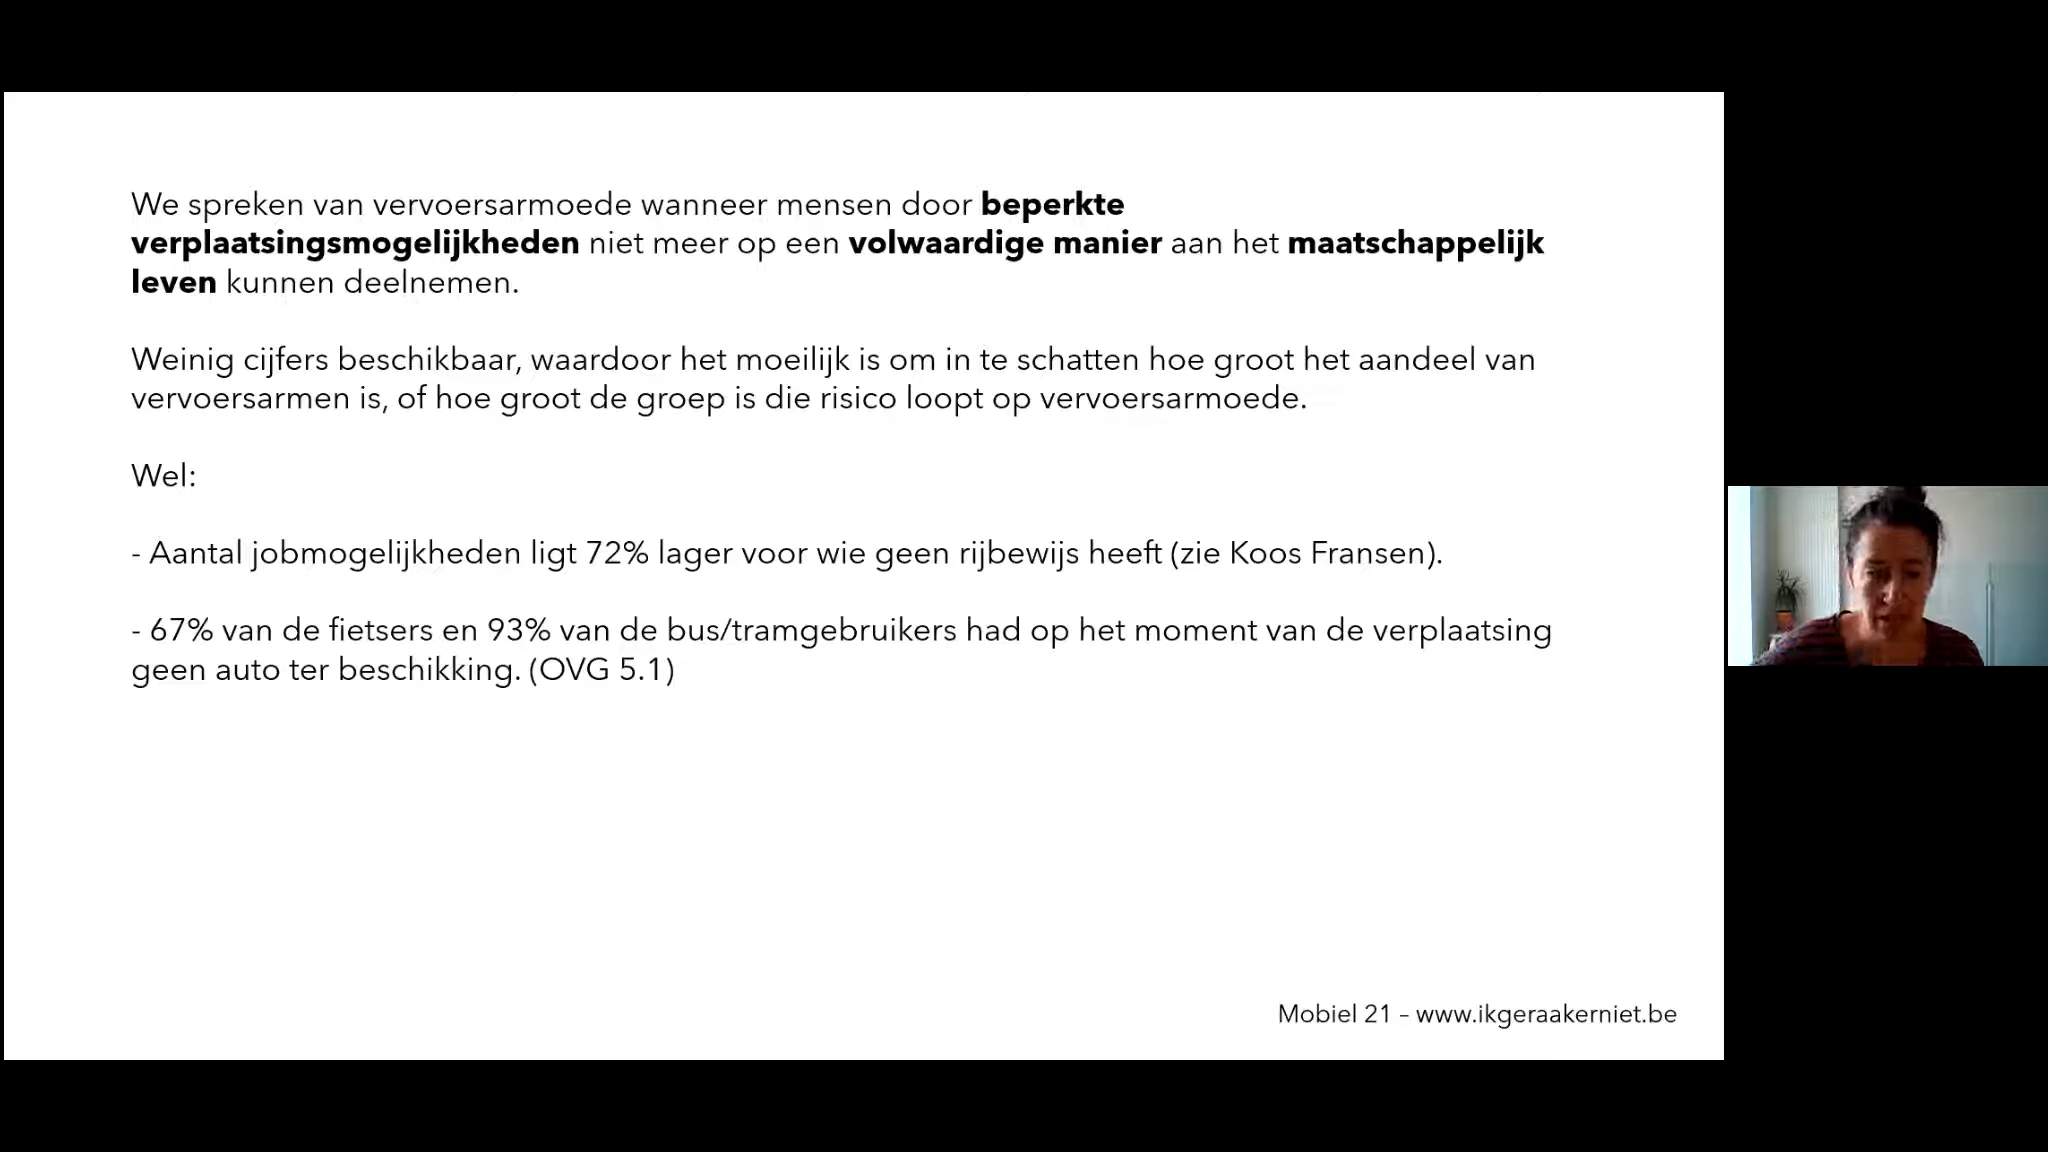 We spreken van vervoersarmoede wanneer mensen door beperkte
verplaatsingsmogelijkheden niet meer op een volwaardige manier aan het maatschappelijk
leven kunnen deelnemen.
Weinig cijfers beschikbaar, waardoor het moeilijk is om in te schatten hoe groot het aandeel van
vervoersarmen is, of hoe groot de groep is die risico loopt op vervoersarmoede.
Wel:
- Aantal jobmogelijkheden ligt 72% lager voor wie geen rijbewijs heeft (zie Koos Fransen).
- 67% van de fietsers en 93% van de bus/tramgebruikers had op het moment van de verplaatsing
geen auto ter beschikking. (OVG 5.1)
Mobiel 21 – www.ikgeraakerniet.be